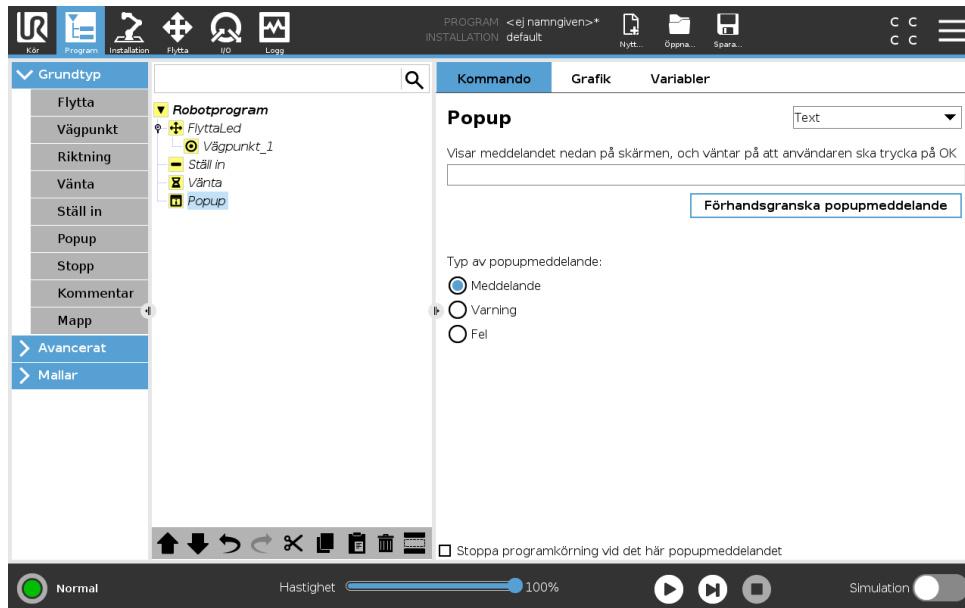 PROGRAM <ej namngiven>*
INSTALLATION default
Kör
Program
Installation
Flytta
I/O
Logg
Nytt...
Öppna...
Spara...
C C
C C
Grundtyp
Flytta
Vägpunkt
Riktning
Vänta
Ställ in
Popup
Stopp
Kommentar
Mapp
Avancerat
Mallar
Robotprogram
FlyttaLed
Vägpunkt_1
Ställ in
Vänta
Popup
Kommando
Grafik
Variabler
Popup
Text
Visar meddelandet nedan på skärmen, och väntar på att användaren ska trycka på OK
Förhandsgranska popupmeddelande
Typ av popupmeddelande:
Meddelande
Varning
Fel
Stoppa programkörning vid det här popupmeddelandet
Normal
Hastighet
100%
Simulation